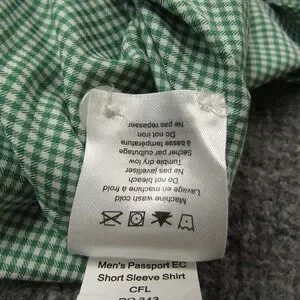 Machine wash cold
Lavage en machine à froid
Do not bleach
Ne pas javelliser
Tumble dry low
Sécher par culbutage
à basse température
Do not iron
Ne pas repasser
Men's Passport EC
Short Sleeve Shirt
CFL